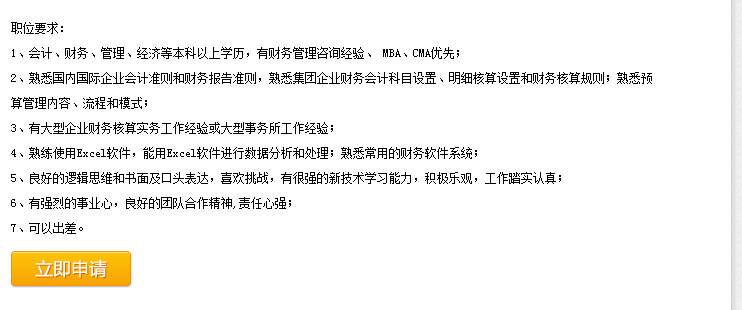 职位要求：
1、会计、财务、管理、经济等本科以上学历，有财务管理咨询经验、 MBA、CMA优先；
2、熟悉国内国际企业会计准则和财务报告准则，熟悉集团企业财务会计科目设置、明细核算设置和财务核算规则；熟悉预
算管理内容、流程和模式；
3、有大型企业财务核算实务工作经验或大型事务所工作经验；
4、熟练使用Excel软件，能用Excel软件进行数据分析和处理；熟悉常用的财务软件系统；
5、良好的逻辑思维和书面及口头表达，喜欢挑战，有很强的新技术学习能力，积极乐观，工作踏实认真；
6、有强烈的事业心，良好的团队合作精神,责任心强；
7、可以出差。
立即申请